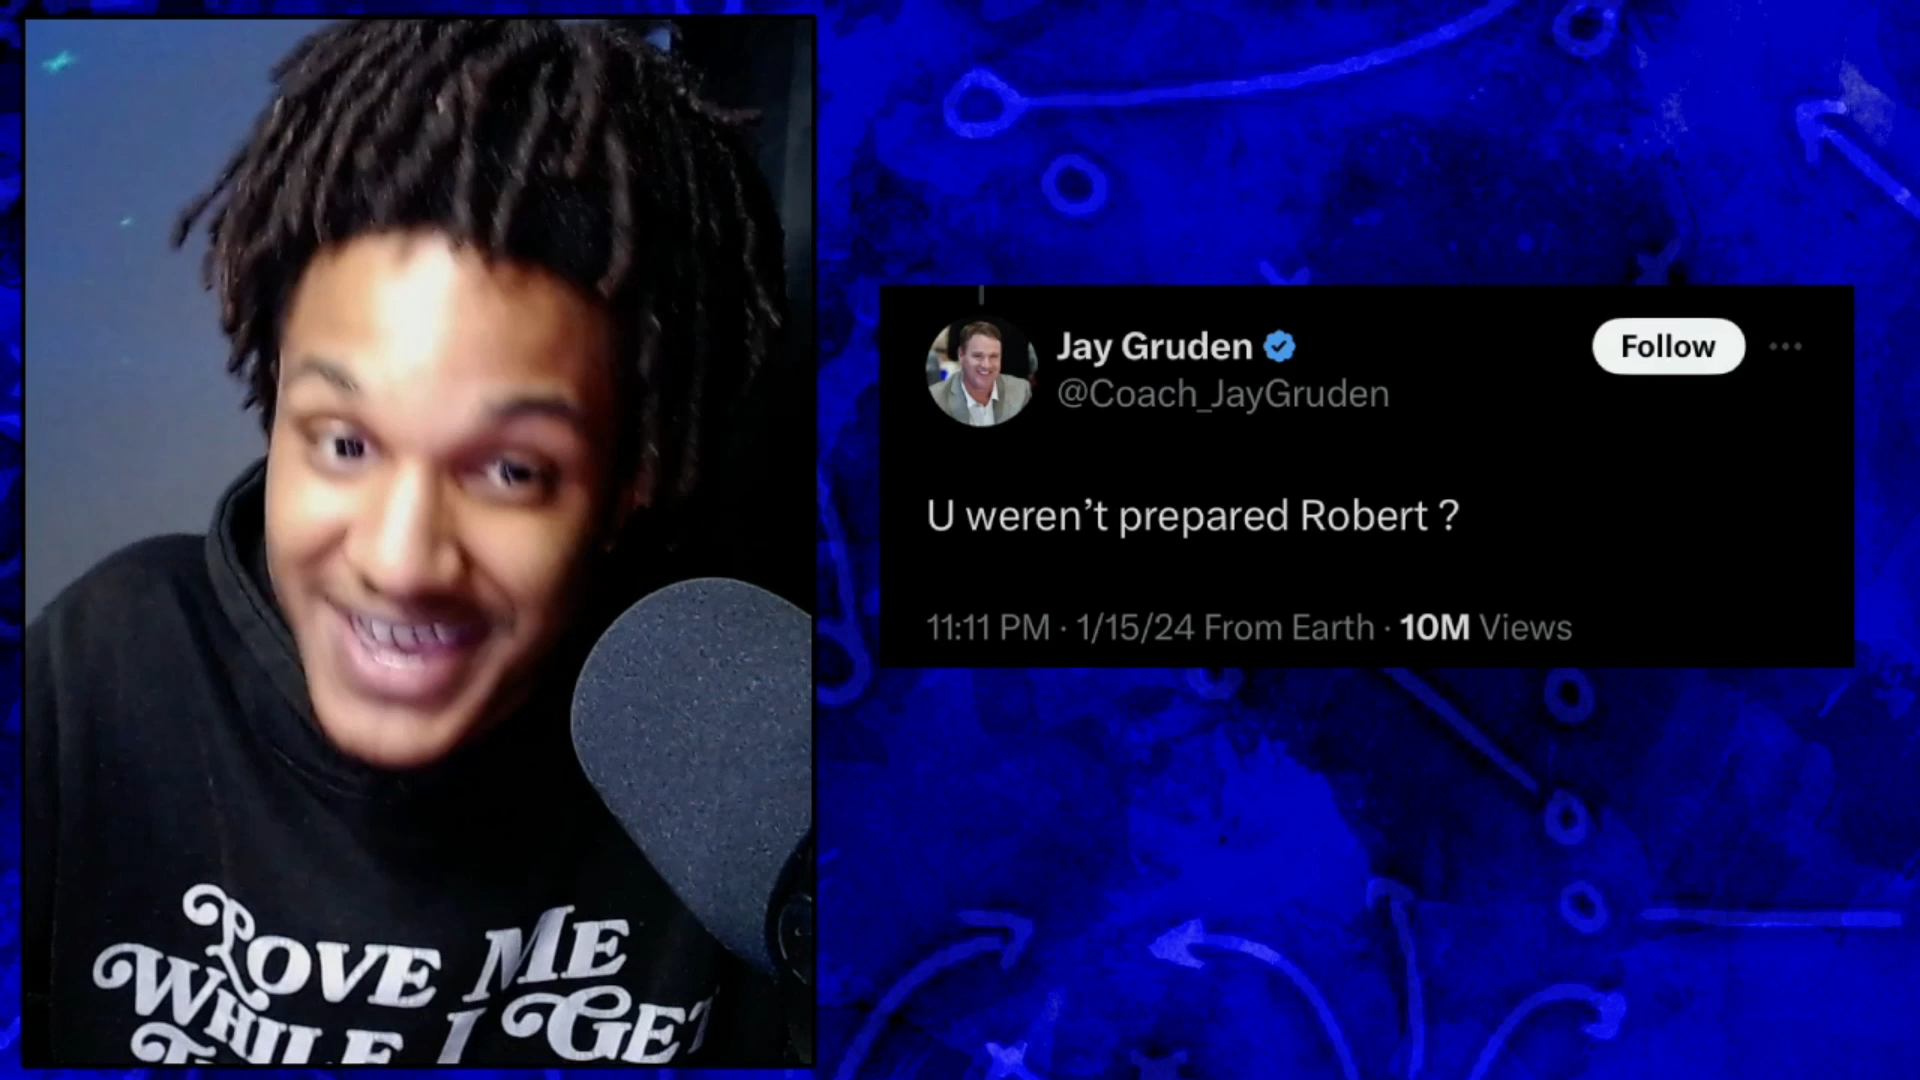 LOVE ME
WHILE I GET
Jay Gruden
@Coach_JayGruden
Follow
U weren’t prepared Robert ?
11:11 PM · 1/15/24 From Earth · 10M Views